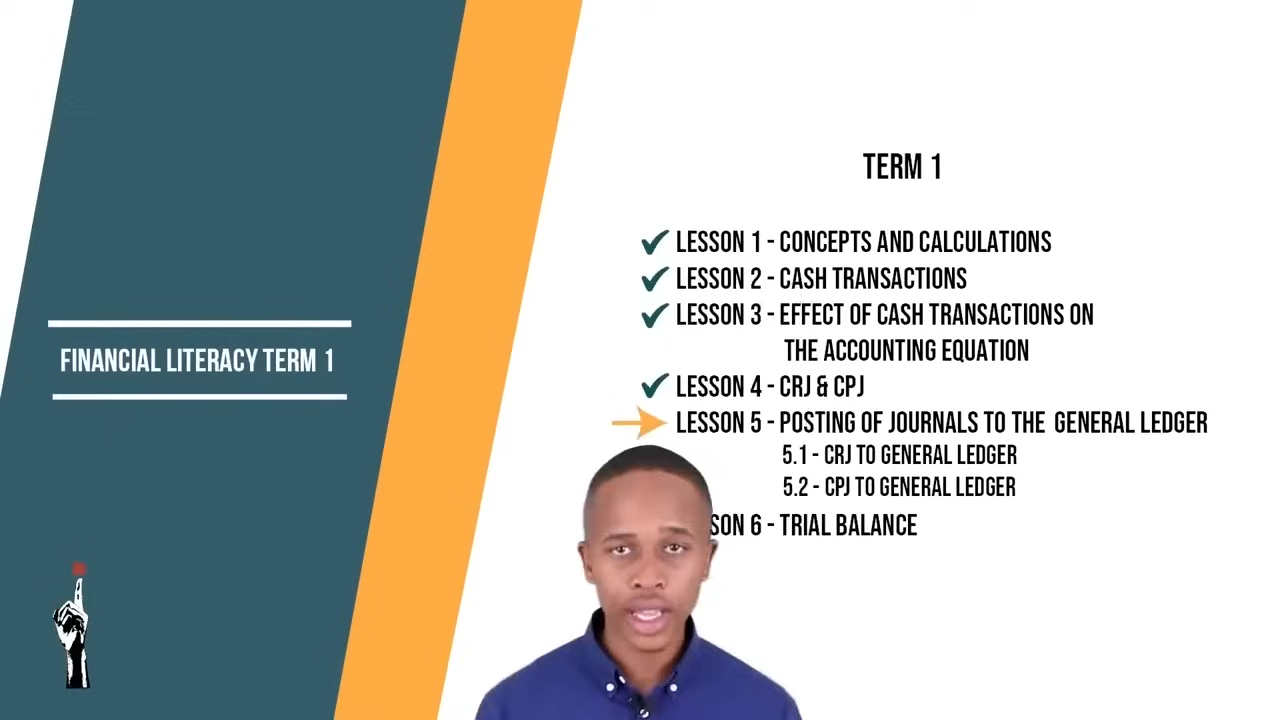 FINANCIAL LITERACY TERM 1
TERM 1
LESSON 1 - CONCEPTS AND CALCULATIONS
LESSON 2 - CASH TRANSACTIONS
LESSON 3 - EFFECT OF CASH TRANSACTIONS ON
THE ACCOUNTING EQUATION
LESSON 4 - CRJ & CPJ
LESSON 5 - POSTING OF JOURNALS TO THE GENERAL LEDGER
5.1 - CRJ TO GENERAL LEDGER
5.2 - CPJ TO GENERAL LEDGER
SON 6 - TRIAL BALANCE